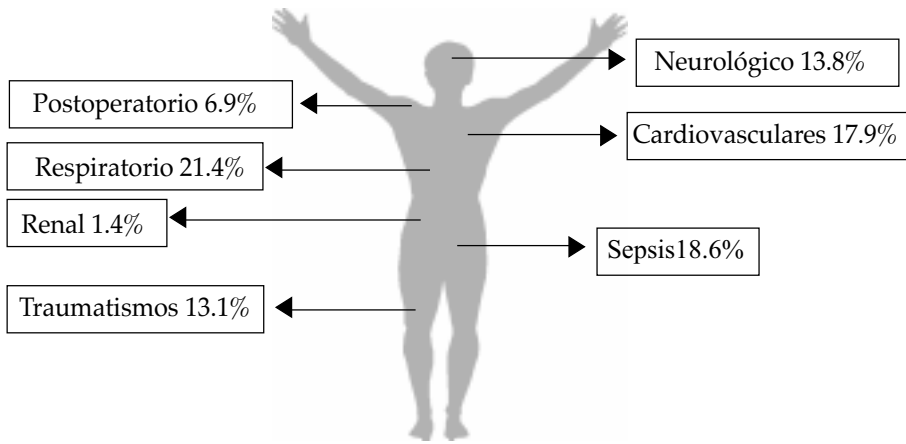 Neurológico 13.8%
Postoperatorio 6.9%
Cardiovasculares 17.9%
Respiratorio 21.4%
Renal 1.4%
Sepsis18.6%
Traumatismos 13.1%